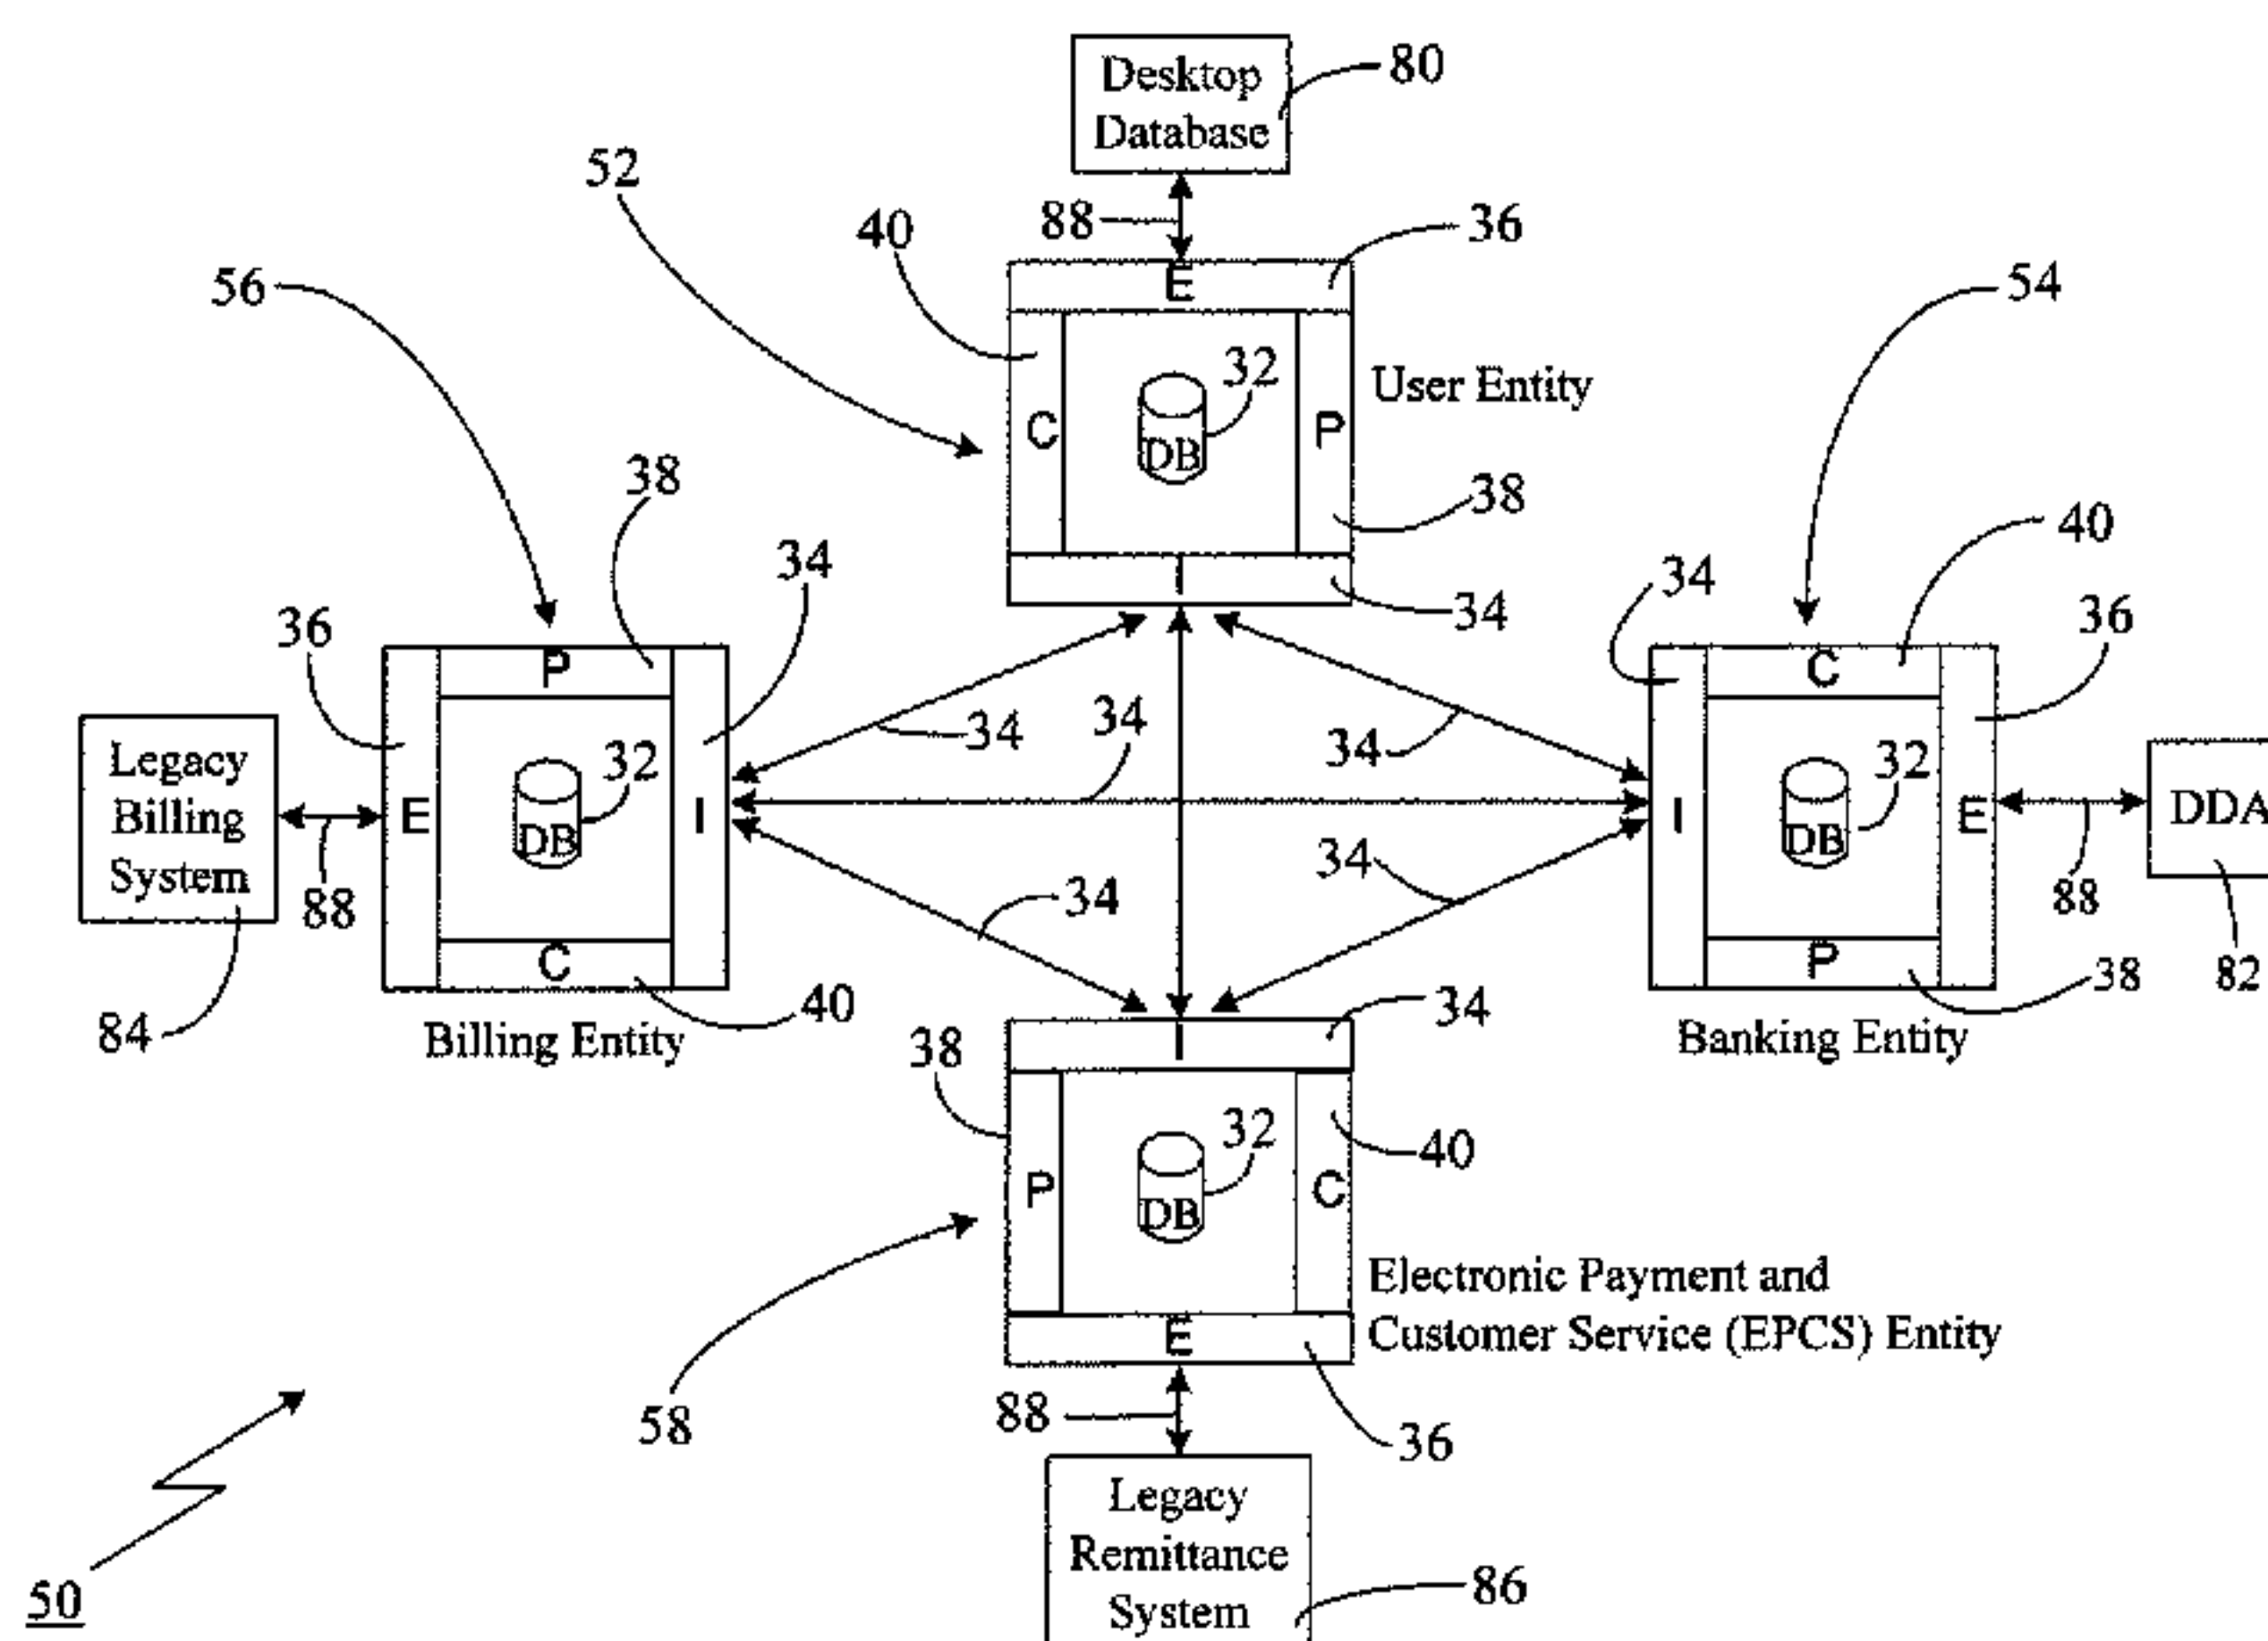 Desktop
Database
80
52
88
40
36
E
56
54
32
User Entity
C
DB
P
38
38
40
34
I
34
34
36
36
P
C
34
34
34
Legacy
Billing
System
32
32
E
DB
I
I
DB
E
DDA
88
34
34
88
C
P
38
82
84
40
34
Billing Entity
38
I
Banking Entity
32
40
P
DB
C
Electronic Payment and
Customer Service (EPCS) Entity
E
58
88
36
Legacy
Remittance
System
86
50